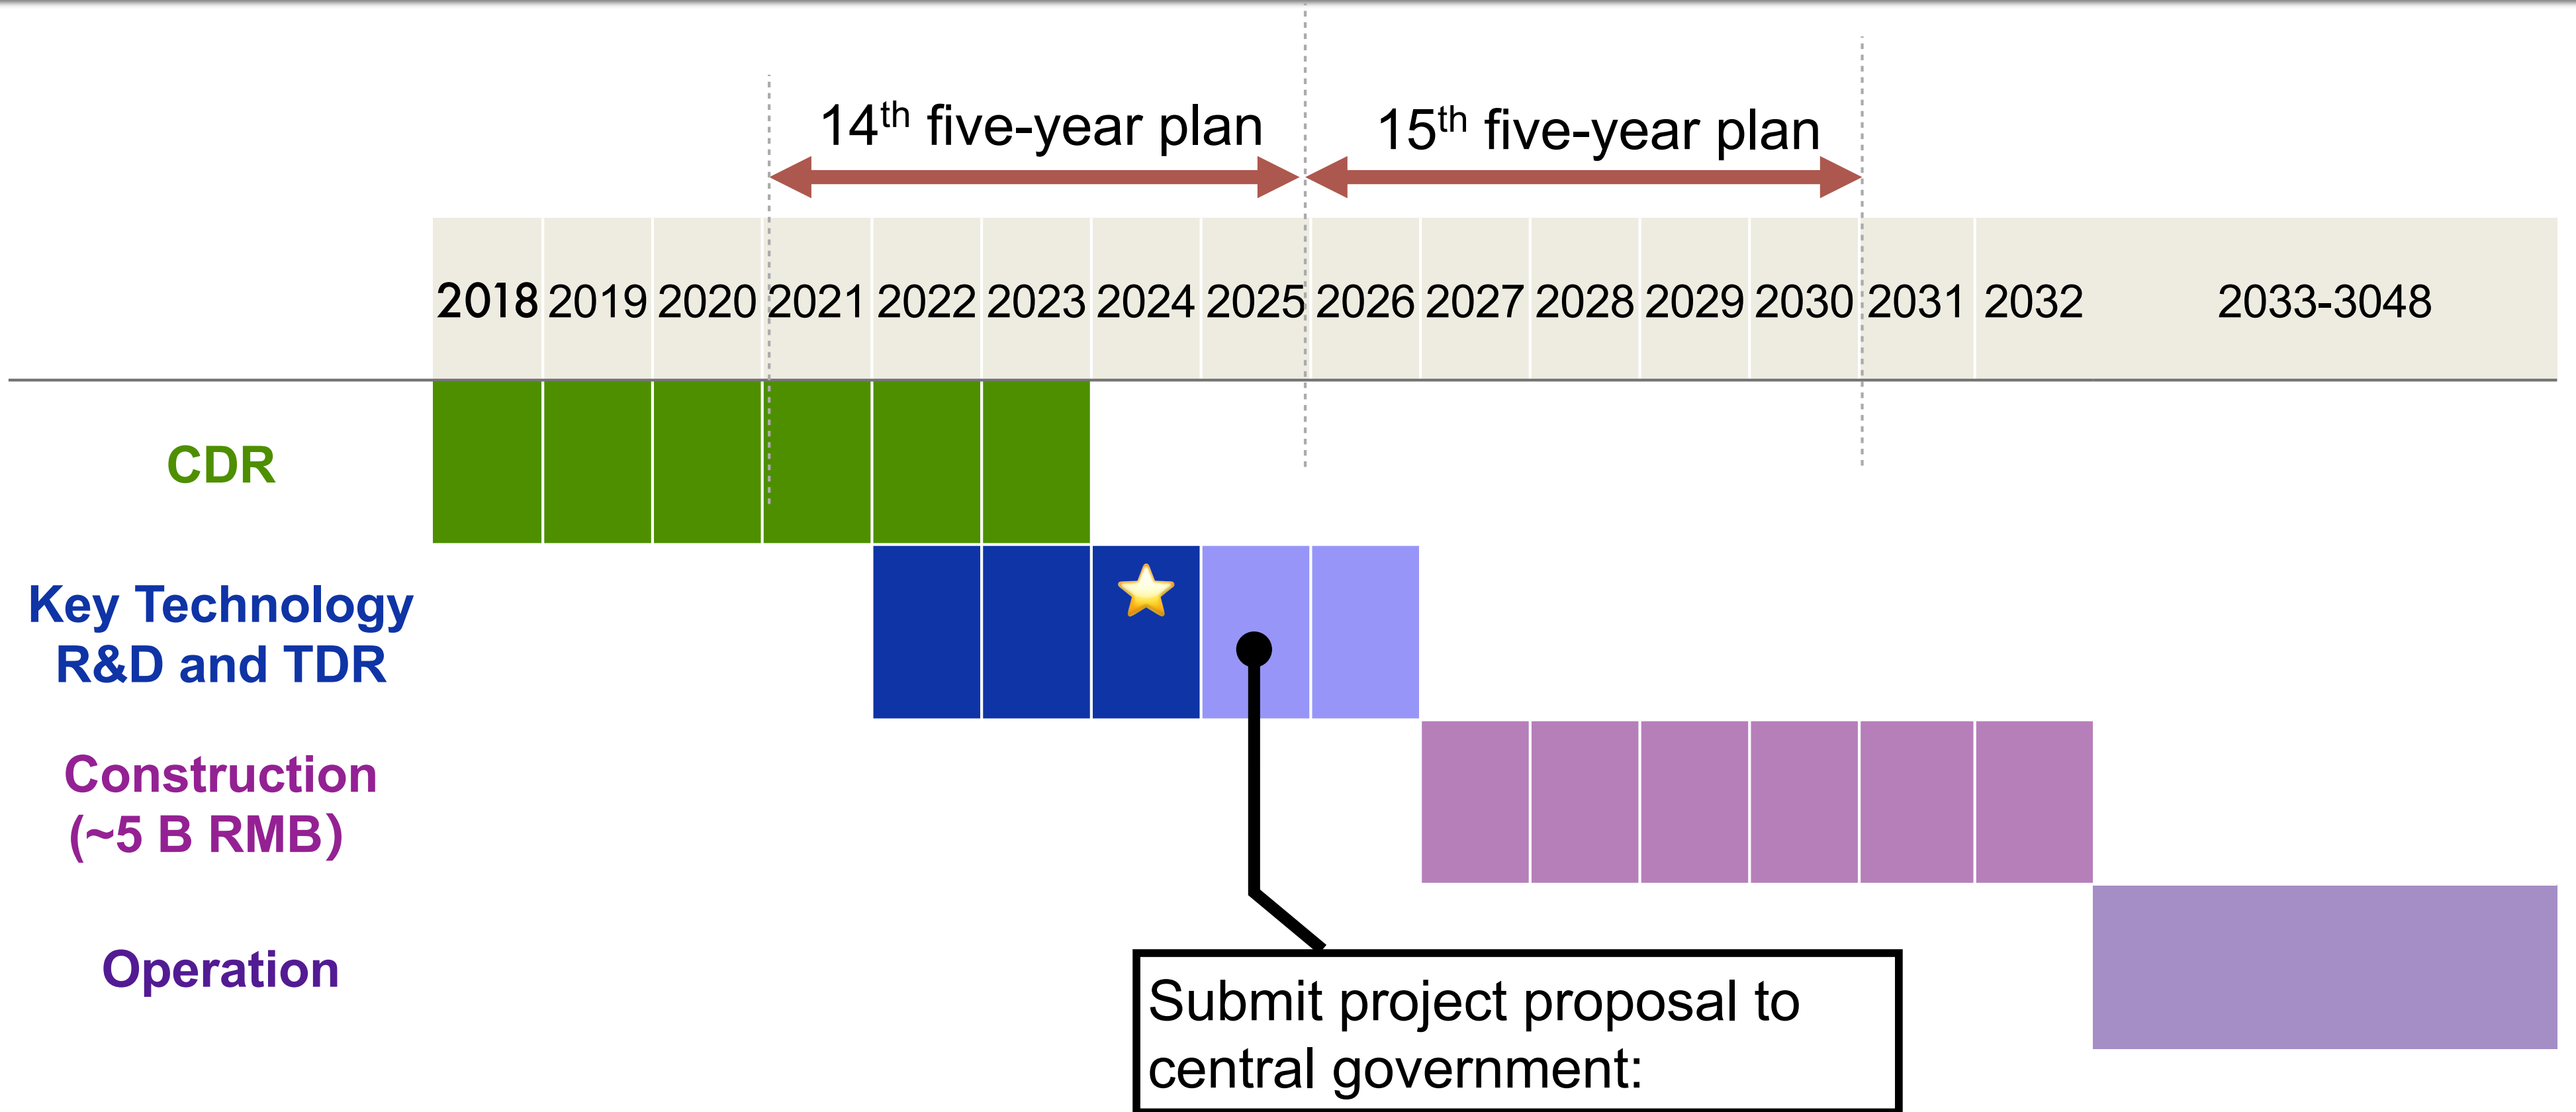 14th five-year plan
15th five-year plan
2018 2019 2020 2021 2022 2023 2024 2025 2026 2027 2028 2029 2030 2031 2032 2033-3048
CDR
Key Technology
R&D and TDR
Construction
(~5 B RMB)
Operation
Submit project proposal to
central government: